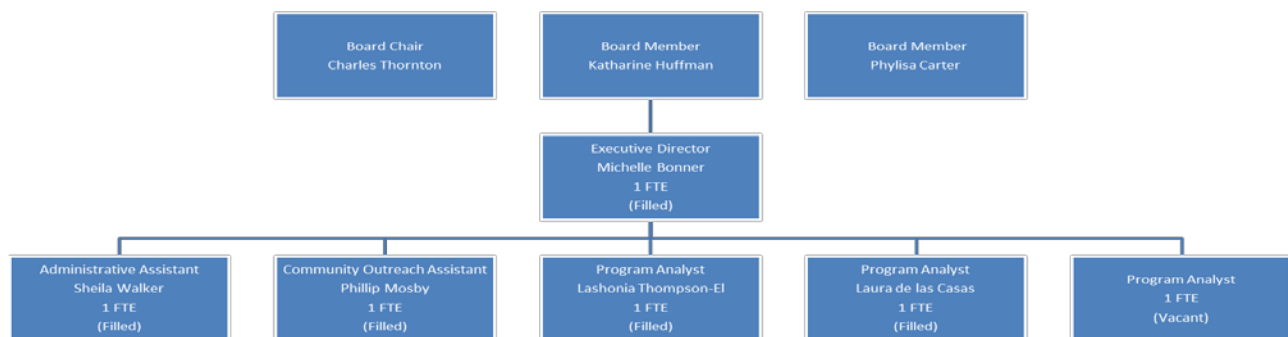 Board Chair
Charles Thornton
Board Member
Katharine Huffman
Board Member
Phylisa Carter
Executive Director
Michelle Bonner
1 FTE
(Filled)
Administrative Assistant
Sheila Walker
1 FTE
(Filled)
Community Outreach Assistant
Phillip Mosby
1 FTE
(Filled)
Program Analyst
Lashonia Thompson-El
1 FTE
(Filled)
Program Analyst
Laura de las Casas
1 FTE
(Filled)
Program Analyst
1 FTE
(Vacant)